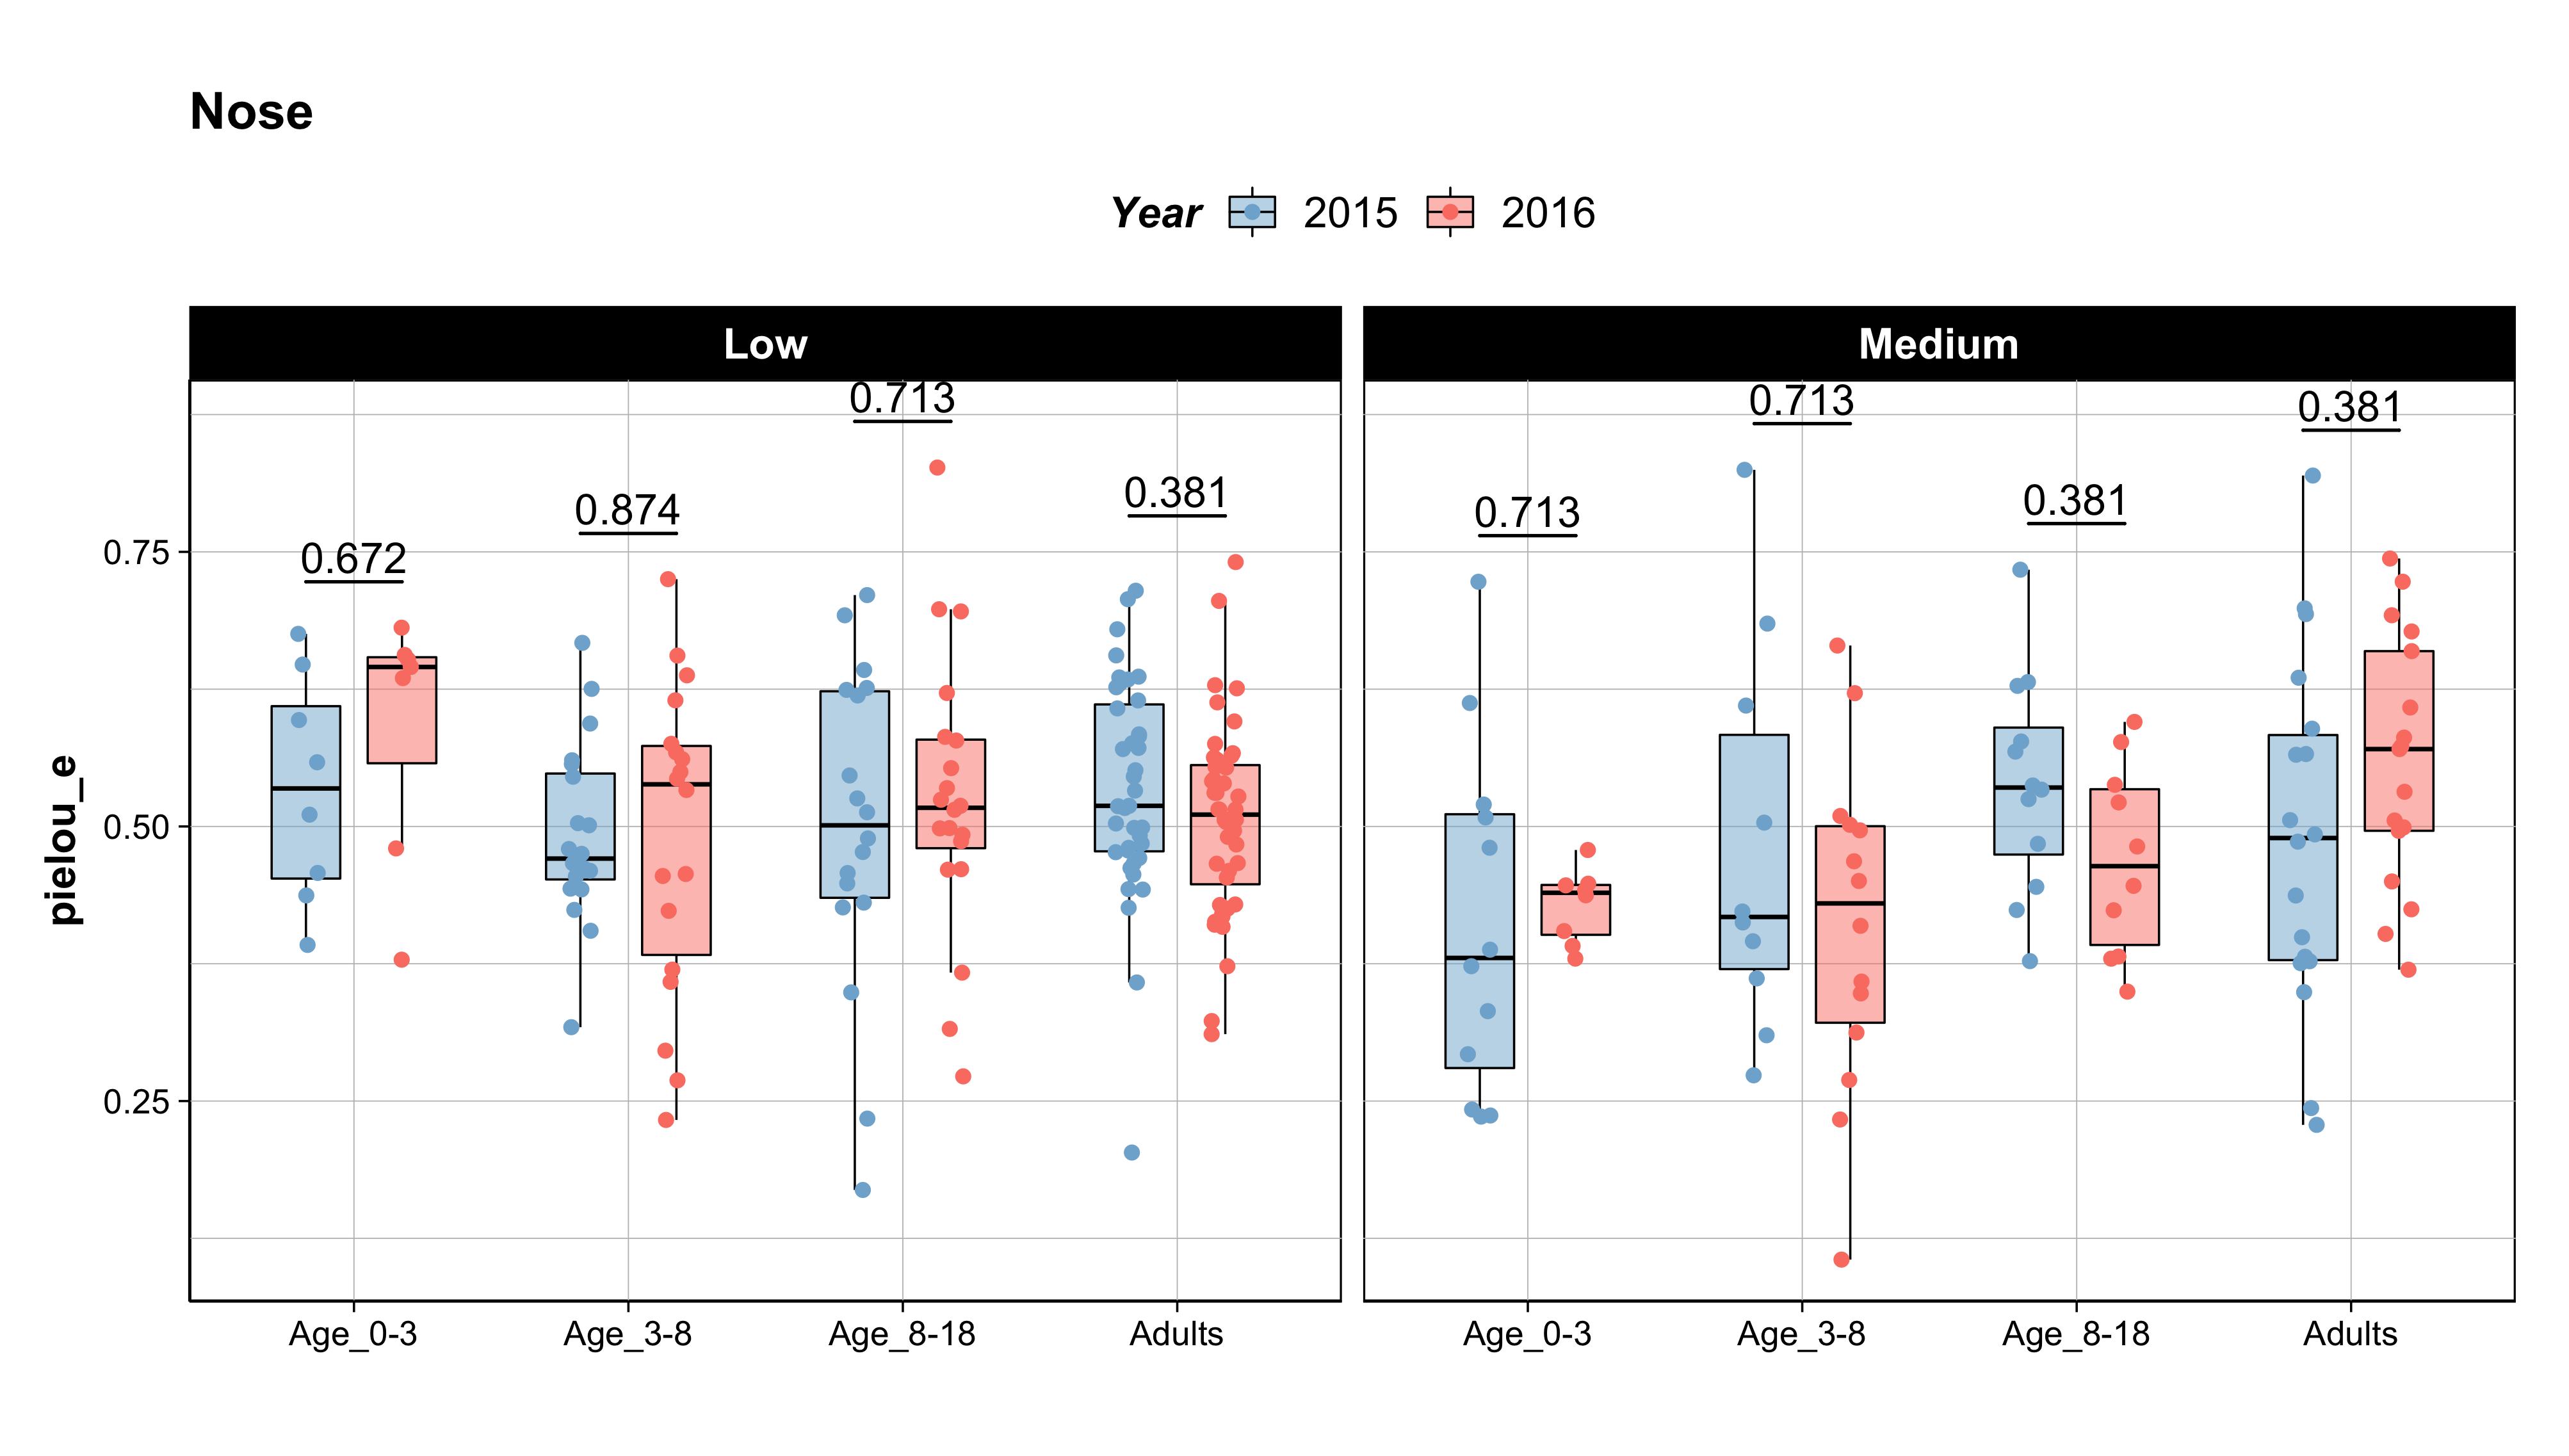 Nose
Year 2015 2016
Low Medium
0.713 0.713 0.381
0.874 0.381 0.713 0.381
0.672
0.75
0.50
0.25
pielou_e
Age_0-3 Age_3-8 Age_8-18 Adults Age_0-3 Age_3-8 Age_8-18 Adults